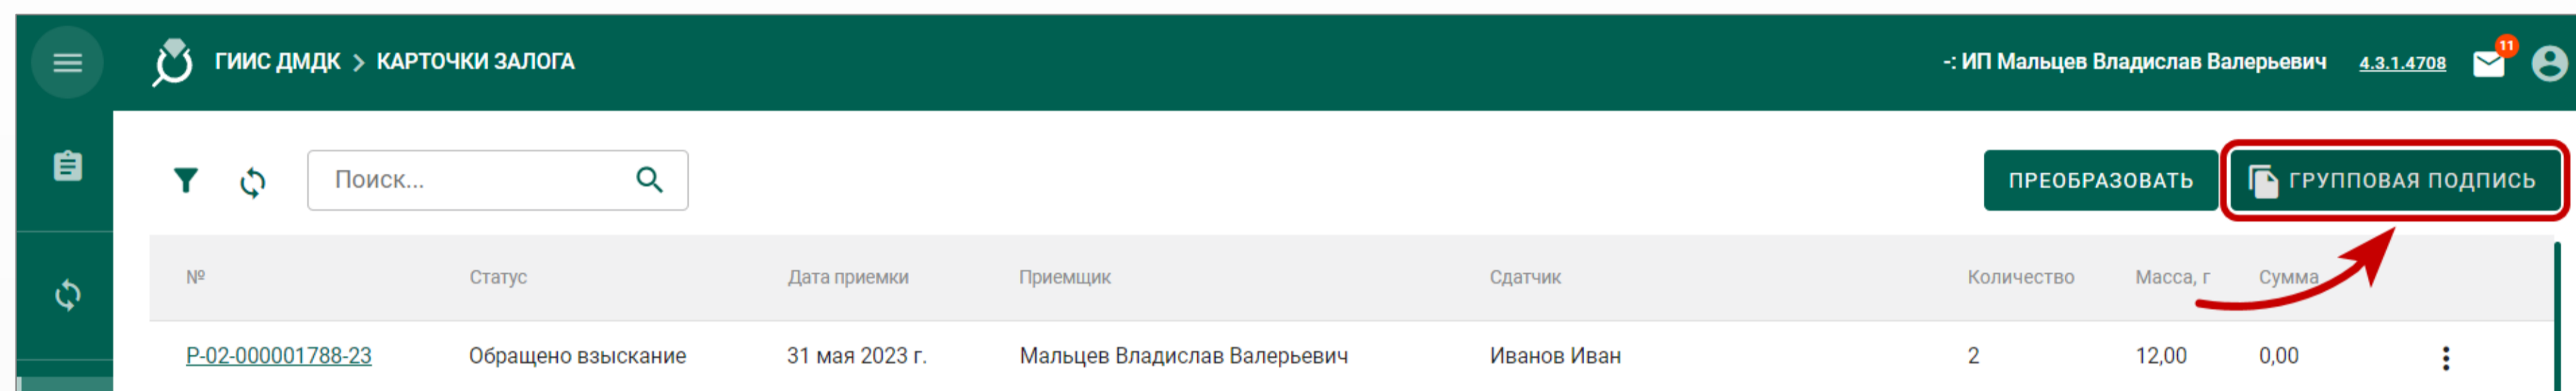 ГИИС ДМДК > КАРТОЧКИ ЗАЛОГА
-: ИП Мальцев Владислав Валерьевич 4.3.1.4708 11
Поиск... ПРЕОБРАЗОВАТЬ ГРУППОВАЯ ПОДПИСЬ
№ Статус Дата приемки Приемщик Сдатчик Количество Масса, г Сумма
P-02-000001788-23 Обращено взыскание 31 мая 2023 г. Мальцев Владислав Валерьевич Иванов Иван 2 12,00 0,00